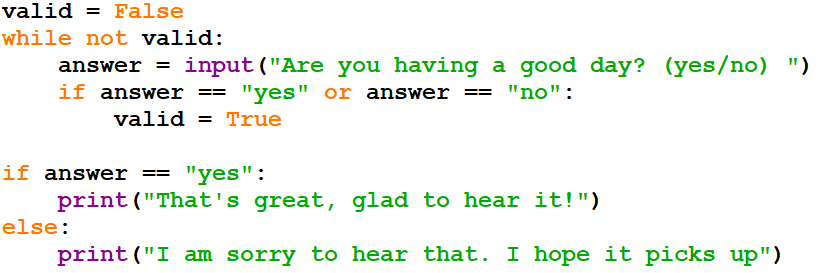 valid = False
while not valid:
    answer = input("Are you having a good day? (yes/no) ")
    if answer == "yes" or answer == "no":
        valid = True

if answer == "yes":
    print("That's great, glad to hear it!")
else:
    print("I am sorry to hear that. I hope it picks up")